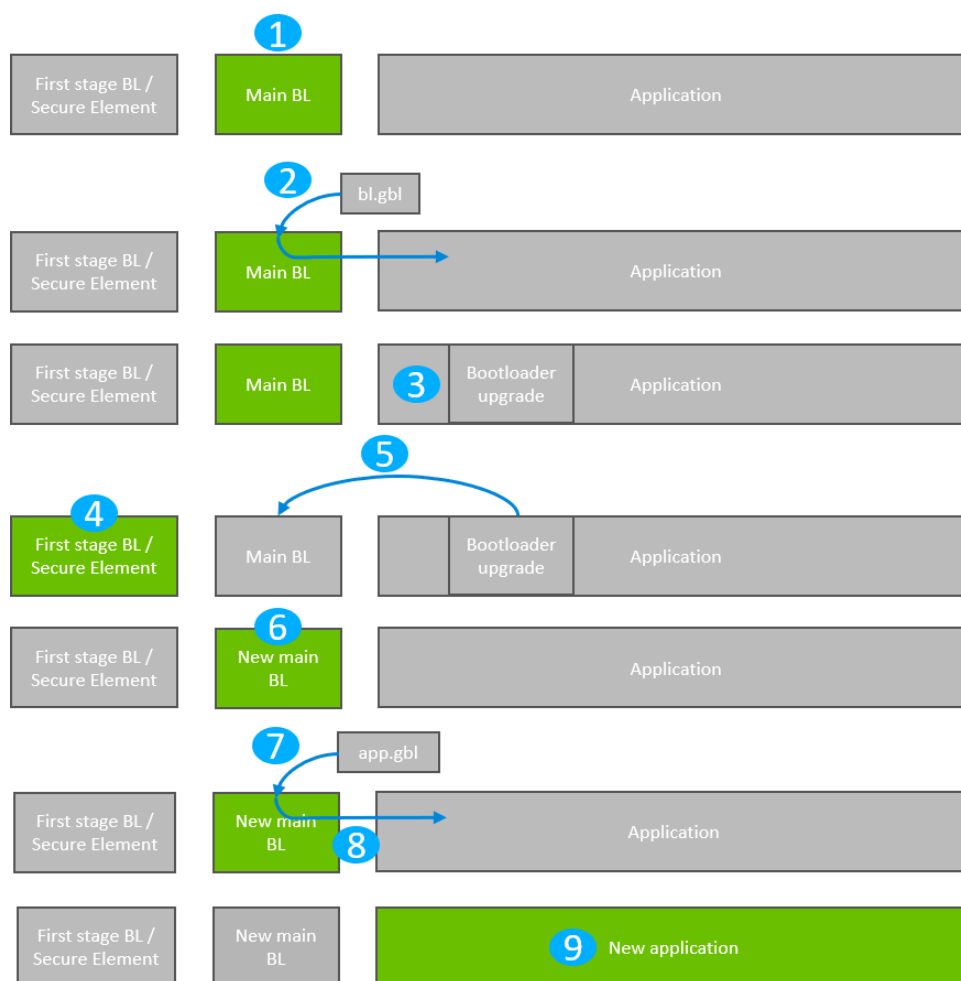 1
First stage BL /
Secure Element
Main BL
Application
2
bl.gbl
First stage BL /
Secure Element
Main BL
Application
First stage BL /
Secure Element
Main BL
3
Bootloader
upgrade
Application
5
4
First stage BL /
Secure Element
Main BL
Bootloader
upgrade
Application
6
First stage BL /
Secure Element
New main
BL
Application
7
app.gbl
First stage BL /
Secure Element
New main
BL
8
Application
First stage BL /
Secure Element
New main
BL
9
New application